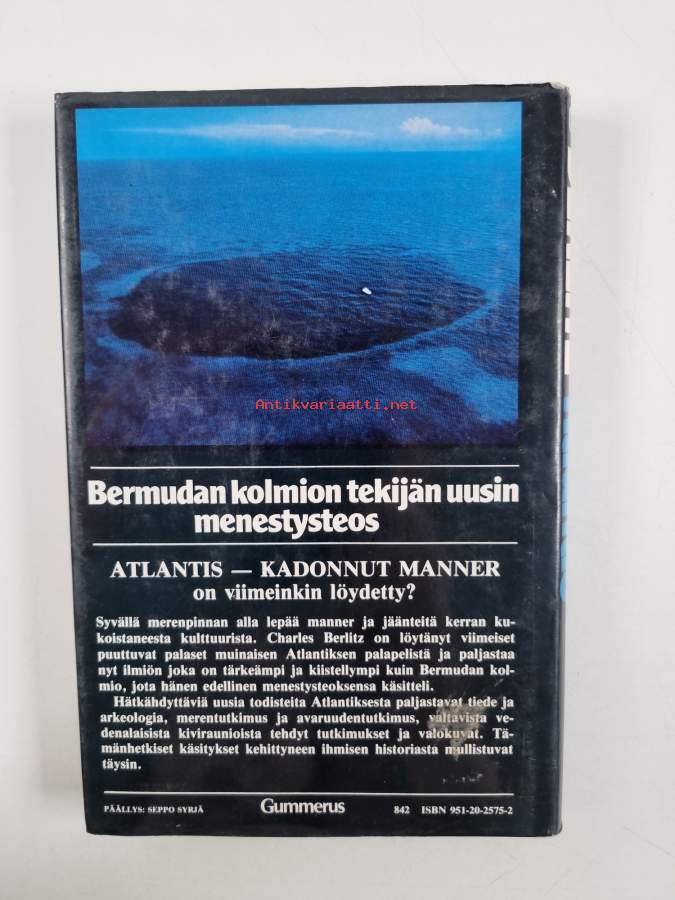 Antikvariaatti.net
Bermudan kolmion tekijän uusin
menestysteos
ATLANTIS — KADONNUT MANNER
on viimeinkin löydetty?
Syvällä merenpinnan alla lepää manner ja jäänteitä kerran ku-
koistaneesta kulttuurista. Charles Berlitz on löytänyt viimeiset
puuttuvat palaset muinaisen Atlantiksen palapelistä ja paljastaa
nyt ilmiön joka on tärkeämpi ja kiistellympi kuin Bermudan kol-
mio, jota hänen edellinen menestysteoksensa käsitteli.
Hätkähdyttäviä uusia todisteita Atlantiksesta paljastavat tiede ja
arkeologia, merentutkimus ja avaruudentutkimus, valtavista ve-
denalaisista kiviraunioista tehdyt tutkimukset ja valokuvat. Tä-
mänhetkiset käsitykset kehittyneen ihmisen historiasta mullistuvat
täysin.
PÄÄLLYS: SEPPO SYRJÄ
Gummerus
842 ISBN 951-20-2575-2